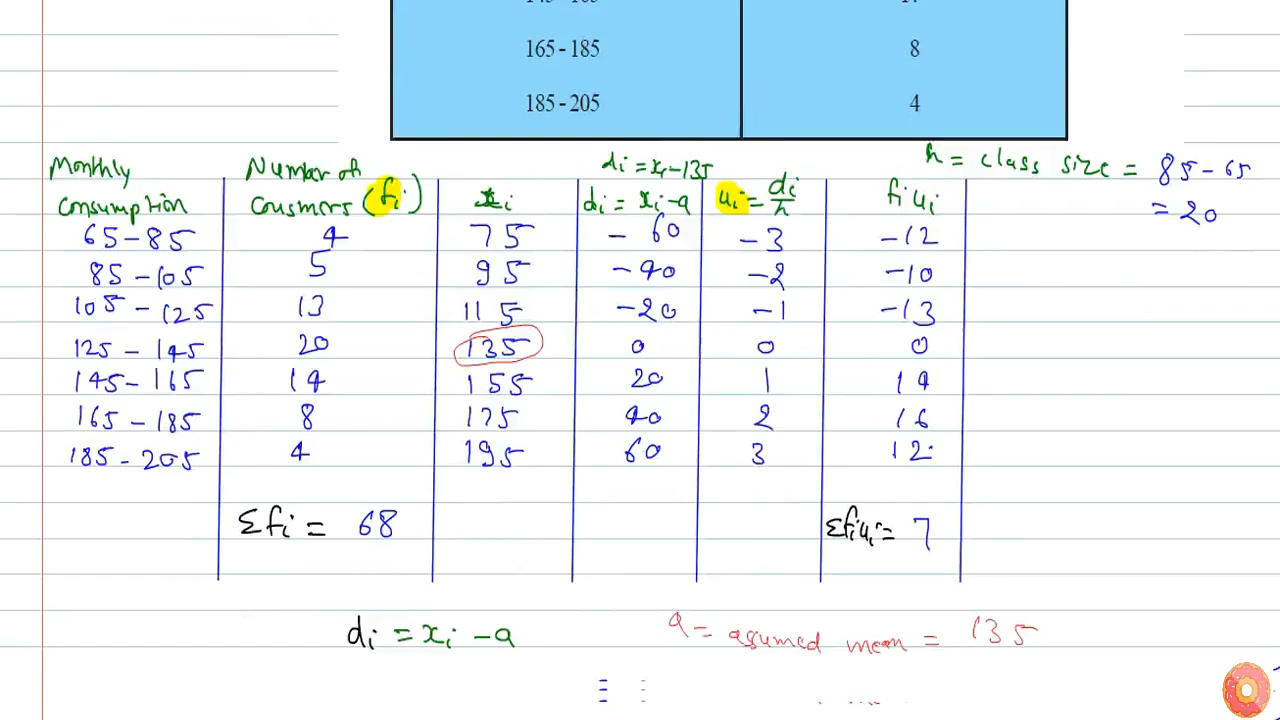 165 - 185 8
185 - 205 4
di = xi - 135 h = class size = 85 - 65
= 20
Monthly consumption Number of cousmers (fi) xi di = xi - a ui = di/h fi ui
65 - 85 4 75 - 60 - 3 - 12
85 - 105 5 95 - 40 - 2 - 10
105 - 125 13 115 - 20 - 1 - 13
125 - 145 20 135 0 0 0
145 - 165 14 155 20 1 14
165 - 185 8 175 40 2 16
185 - 205 4 195 60 3 12
Σfi = 68 Σfiui = 7
di = xi - a a = asumed mean = 135